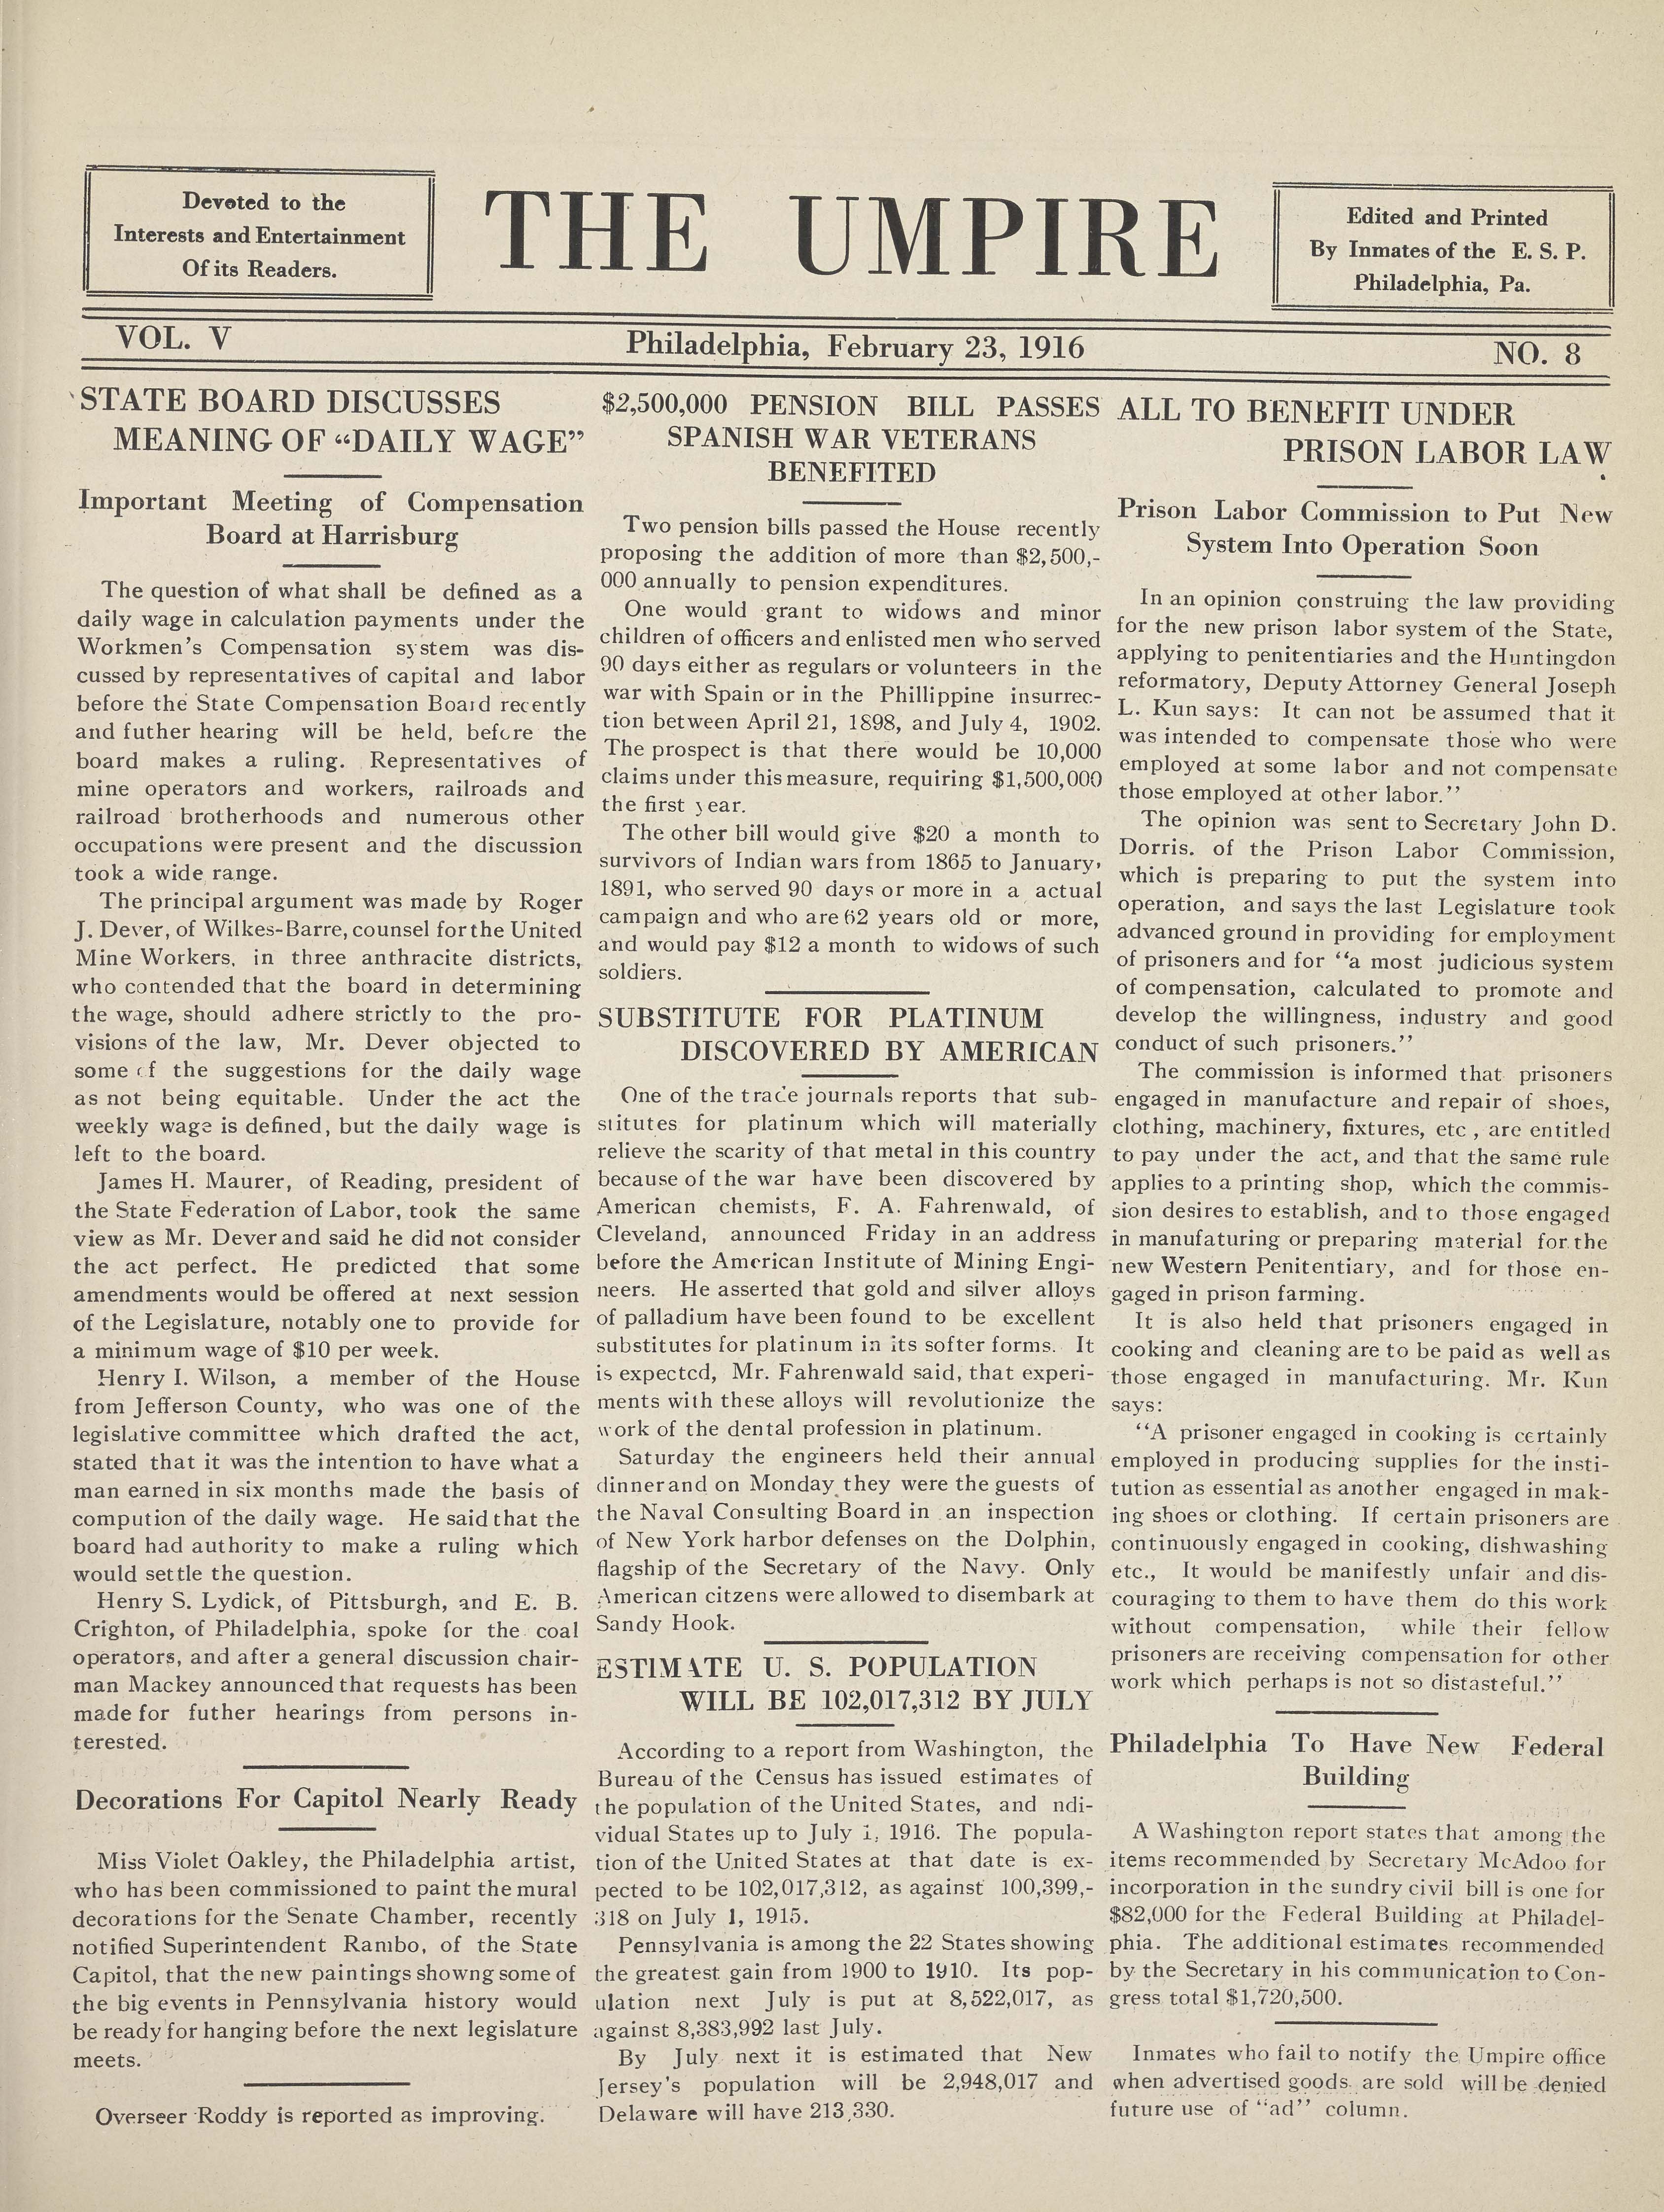 Devoted to the
Interests and Entertainment
Of its Readers.
THE UMPIRE
Edited and Printed
By Inmates of the E. S. P.
Philadelphia, Pa.
VOL. V
Philadelphia, February 23, 1916
NO. 8
STATE BOARD DISCUSSES
MEANING OF “DAILY WAGE”
Important Meeting of Compensation
Board at Harrisburg
The question of what shall be defined as a
daily wage in calculation payments under the
Workmen's Compensation system was dis-
cussed by representatives of capital and labor
before the State Compensation Board recently
and futher hearing will be held, before the
board makes a ruling. Representatives of
mine operators and workers, railroads and
railroad brotherhoods and numerous other
occupations were present and the discussion
took a wide range.
The principal argument was made by Roger
J. Dever, of Wilkes-Barre, counsel for the United
Mine Workers, in three anthracite districts,
who contended that the board in determining
the wage, should adhere strictly to the pro-
visions of the law, Mr. Dever objected to
some of the suggestions for the daily wage
as not being equitable. Under the act the
weekly wage is defined, but the daily wage is
left to the board.
James H. Maurer, of Reading, president of
the State Federation of Labor, took the same
view as Mr. Dever and said he did not consider
the act perfect. He predicted that some
amendments would be offered at next session
of the Legislature, notably one to provide for
a minimum wage of $10 per week.
Henry I. Wilson, a member of the House
from Jefferson County, who was one of the
legislative committee which drafted the act,
stated that it was the intention to have what a
man earned in six months made the basis of
compution of the daily wage. He said that the
board had authority to make a ruling which
would settle the question.
Henry S. Lydick, of Pittsburgh, and E. B.
Crighton, of Philadelphia, spoke for the coal
operators, and after a general discussion chair-
man Mackey announced that requests has been
made for futher hearings from persons in-
terested.
Decorations For Capitol Nearly Ready
Miss Violet Oakley, the Philadelphia artist,
who has been commissioned to paint the mural
decorations for the Senate Chamber, recently
notified Superintendent Rambo, of the State
Capitol, that the new paintings showng some of
the big events in Pennsylvania history would
be ready for hanging before the next legislature
meets.
Overseer Roddy is reported as improving.
$2,500,000 PENSION BILL PASSES
SPANISH WAR VETERANS
BENEFITED
Two pension bills passed the House recently
proposing the addition of more than $2,500,-
000 annually to pension expenditures.
One would grant to widows and minor
children of officers and enlisted men who served
90 days either as regulars or volunteers in the
war with Spain or in the Phillippine insurrec-
tion between April 21, 1898, and July 4, 1902.
The prospect is that there would be 10,000
claims under this measure, requiring $1,500,000
the first year.
The other bill would give $20 a month to
survivors of Indian wars from 1865 to January,
1891, who served 90 days or more in a actual
campaign and who are 62 years old or more,
and would pay $12 a month to widows of such
soldiers.
SUBSTITUTE FOR PLATINUM
DISCOVERED BY AMERICAN
One of the trace journals reports that sub-
stitutes for platinum which will materially
relieve the scarity of that metal in this country
because of the war have been discovered by
American chemists, F. A. Fahrenwald, of
Cleveland, announced Friday in an address
before the American Institute of Mining Engi-
neers. He asserted that gold and silver alloys
of palladium have been found to be excellent
substitutes for platinum in its softer forms. It
is expected, Mr. Fahrenwald said, that experi-
ments with these alloys will revolutionize the
work of the dental profession in platinum.
Saturday the engineers held their annual
dinner and on Monday they were the guests of
the Naval Consulting Board in an inspection
of New York harbor defenses on the Dolphin,
flagship of the Secretary of the Navy. Only
American citzens were allowed to disembark at
Sandy Hook.
ESTIMATE U. S. POPULATION
WILL BE 102,017,312 BY JULY
According to a report from Washington, the
Bureau of the Census has issued estimates of
the population of the United States, and ndi-
vidual States up to July 1, 1916. The popula-
tion of the United States at that date is ex-
pected to be 102,017,312, as against 100,399,-
318 on July 1, 1915.
Pennsylvania is among the 22 States showing
the greatest gain from 1900 to 1910. Its pop-
ulation next July is put at 8,522,017, as
against 8,383,992 last July.
By July next it is estimated that New
Jersey's population will be 2,948,017 and
Delaware will have 213,330.
ALL TO BENEFIT UNDER
PRISON LABOR LAW
Prison Labor Commission to Put New
System Into Operation Soon
In an opinion construing the law providing
for the new prison labor system of the State,
applying to penitentiaries and the Huntingdon
reformatory, Deputy Attorney General Joseph
L. Kun says: It can not be assumed that it
was intended to compensate those who were
employed at some labor and not compensate
those employed at other labor.''
The opinion was sent to Secretary John D.
Dorris. of the Prison Labor Commission,
which is preparing to put the system into
operation, and says the last Legislature took
advanced ground in providing for employment
of prisoners and for “a most judicious system
of compensation, calculated to promote and
develop the willingness, industry and good
conduct of such prisoners.''
The commission is informed that prisoners
engaged in manufacture and repair of shoes,
clothing, machinery, fixtures, etc , are entitled
to pay under the act, and that the same rule
applies to a printing shop, which the commis-
sion desires to establish, and to those engaged
in manufaturing or preparing material for the
new Western Penitentiary, and for those en-
gaged in prison farming.
It is also held that prisoners engaged in
cooking and cleaning are to be paid as well as
those engaged in manufacturing. Mr. Kun
says:
“A prisoner engaged in cooking is certainly
employed in producing supplies for the insti-
tution as essential as another engaged in mak-
ing shoes or clothing. If certain prisoners are
continuously engaged in cooking, dishwashing
etc., It would be manifestly unfair and dis-
couraging to them to have them do this work
without compensation, while their fellow
prisoners are receiving compensation for other
work which perhaps is not so distasteful.''
Philadelphia To Have New Federal
Building
A Washington report states that among the
items recommended by Secretary McAdoo for
incorporation in the sundry civil bill is one for
$82,000 for the Federal Building at Philadel-
phia. The additional estimates recommended
by the Secretary in his communication to Con-
gress total $1,720,500.
Inmates who fail to notify the Umpire office
when advertised goods are sold will be denied
future use of “ad'' column.